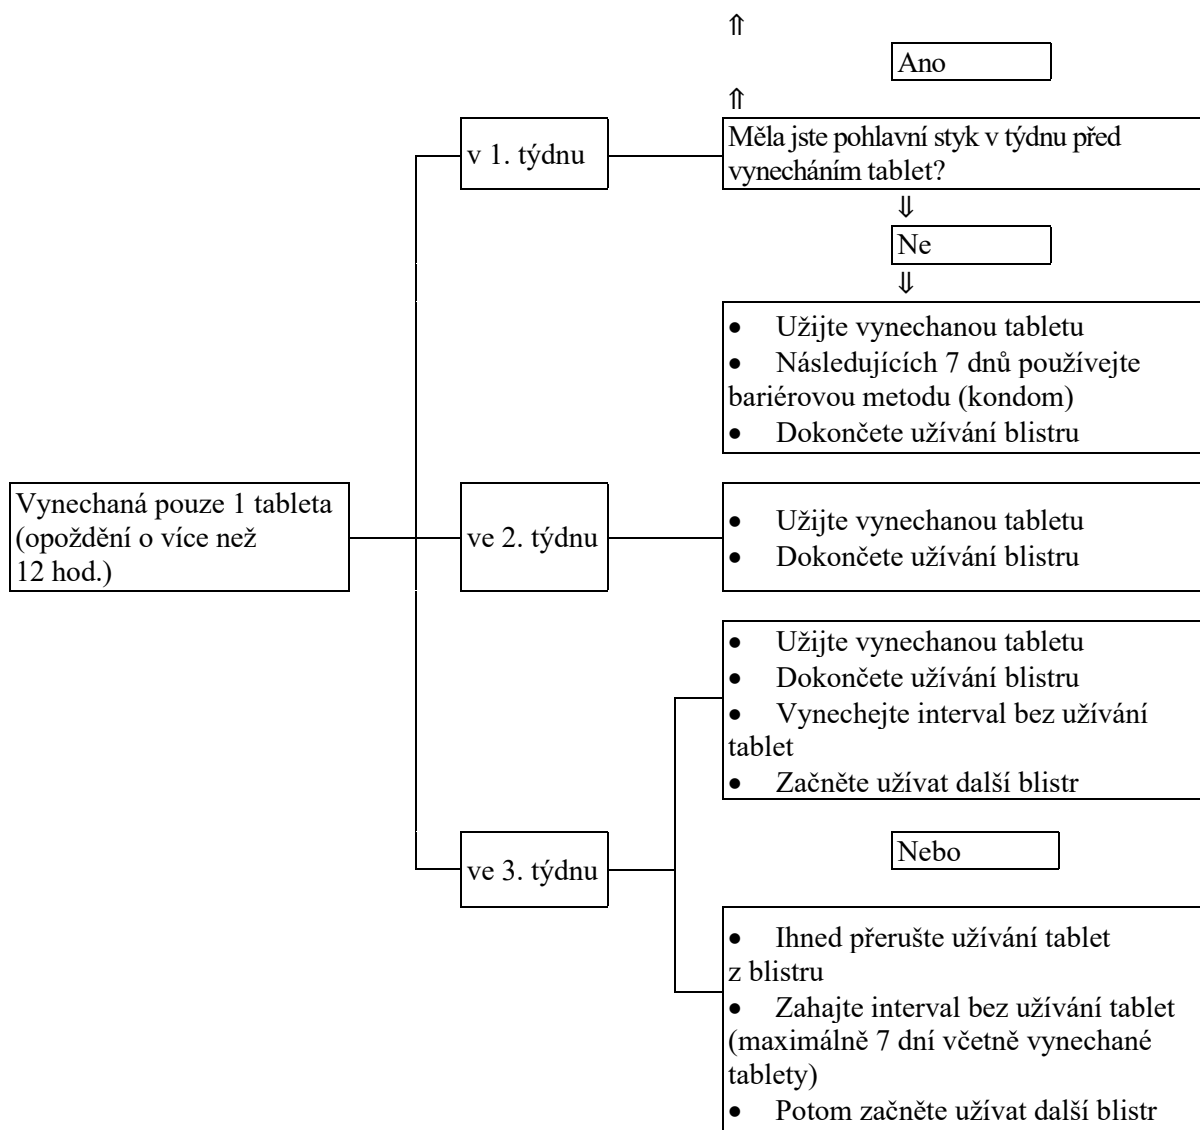 ⇑
Ano
⇑
v 1. týdnu
Měla jste pohlavní styk v týdnu před
vynecháním tablet?
⇓
Ne
⇓
• Užijte vynechanou tabletu
• Následujících 7 dnů používejte
bariérovou metodu (kondom)
• Dokončete užívání blistru
Vynechaná pouze 1 tableta
(opoždění o více než
12 hod.)
ve 2. týdnu
• Užijte vynechanou tabletu
• Dokončete užívání blistru
• Užijte vynechanou tabletu
• Dokončete užívání blistru
• Vynechejte interval bez užívání
tablet
• Začněte užívat další blistr
ve 3. týdnu
Nebo
• Ihned přerušte užívání tablet
z blistru
• Zahajte interval bez užívání tablet
(maximálně 7 dní včetně vynechané
tablety)
• Potom začněte užívat další blistr